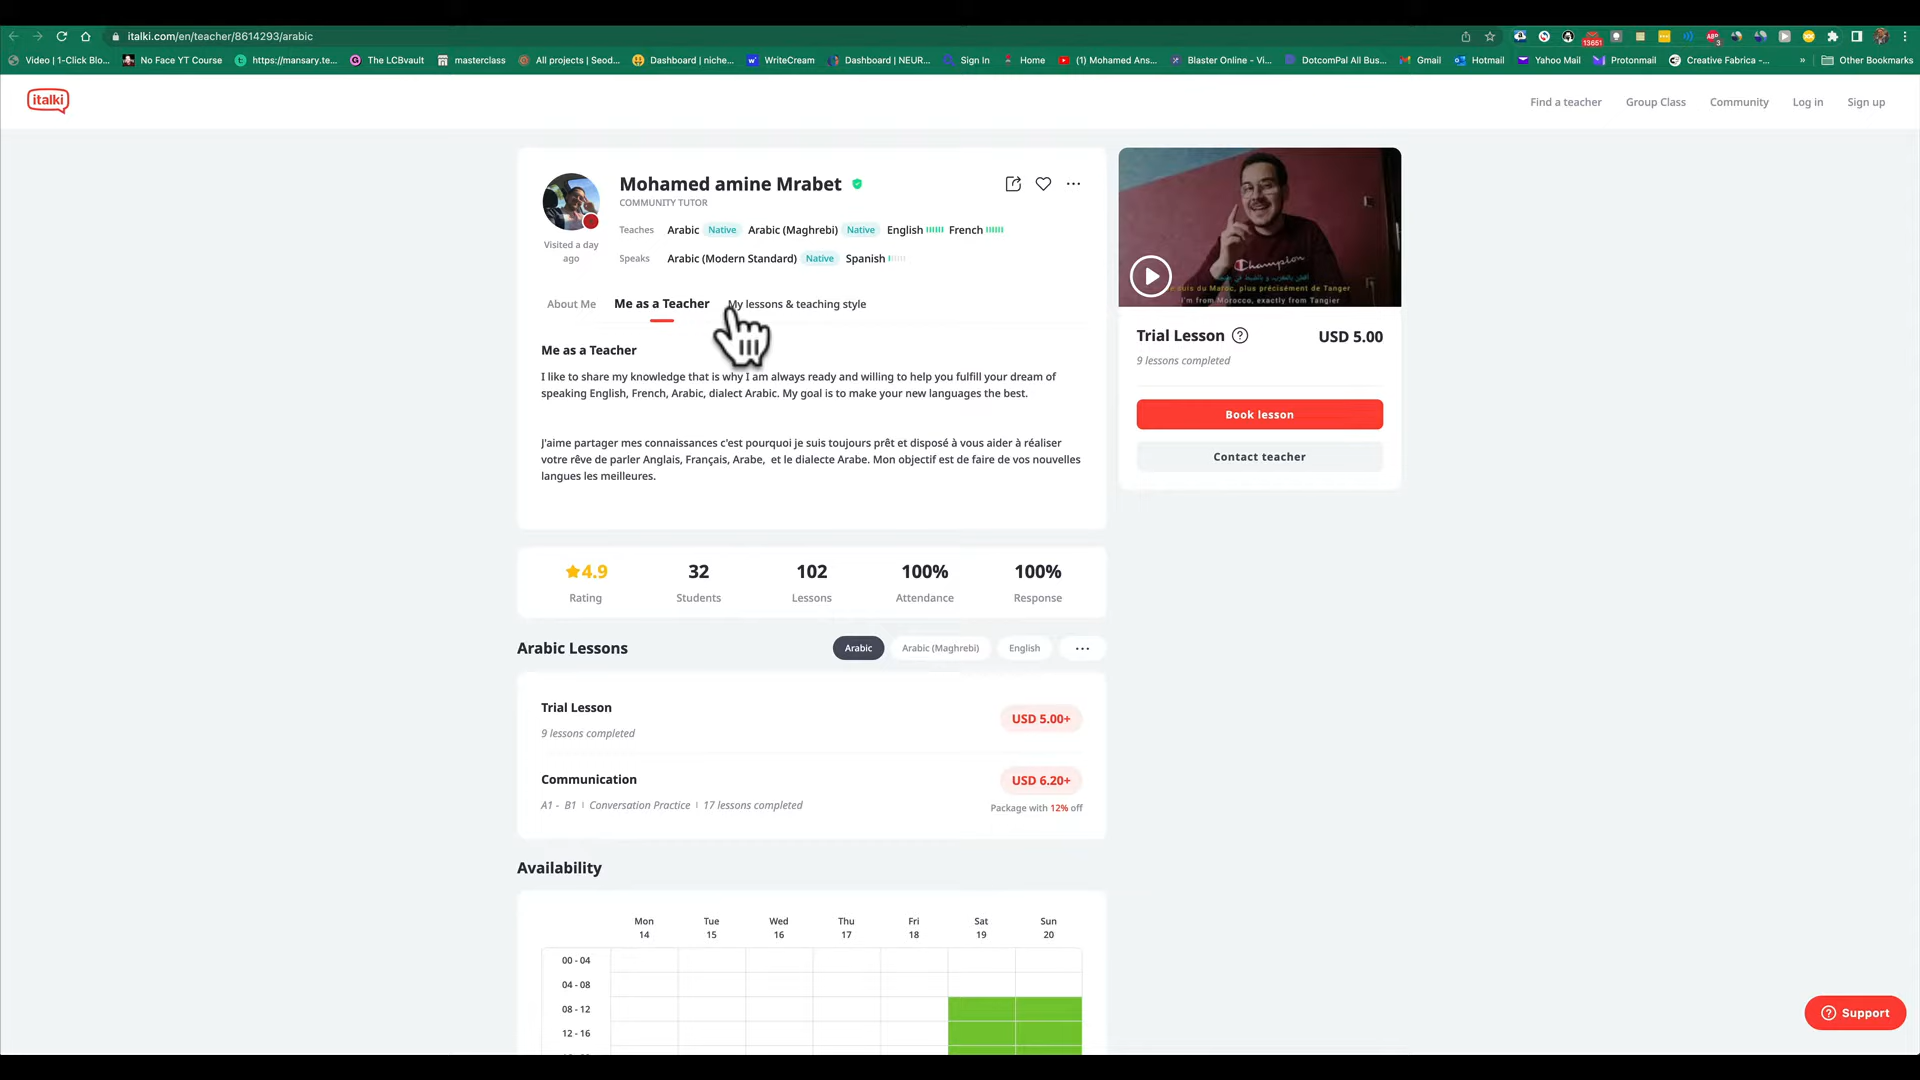 italki.com/en/teacher/8614293/arabic
Video | 1-Click Blo...
No Face YT Course
https://mansary.te...
The LCBvault
masterclass
All projects | Seod...
Dashboard | niche...
WriteCream
Dashboard | NEUR...
Sign In
Home
(1) Mohamed Ans...
Blaster Online - Vi...
DotcomPal All Bus...
Gmail
Hotmail
Yahoo Mail
Protonmail
Creative Fabrica –...
»
Other Bookmarks
13651
ABP
3
italki
Find a teacher
Group Class
Community
Log in
Sign up
Mohamed amine Mrabet
COMMUNITY TUTOR
Teaches Arabic Native Arabic (Maghrebi) Native English French
Visited a day
ago
Speaks Arabic (Modern Standard) Native Spanish
About Me Me as a Teacher My lessons & teaching style
Me as a Teacher
I like to share my knowledge that is why I am always ready and willing to help you fulfill your dream of
speaking English, French, Arabic, dialect Arabic. My goal is to make your new languages the best.
J'aime partager mes connaissances c'est pourquoi je suis toujours prêt et disposé à vous aider à réaliser
votre rêve de parler Anglais, Français, Arabe, et le dialecte Arabe. Mon objectif est de faire de vos nouvelles
langues les meilleures.
Champion
suis du Maroc, plus précisément de Tanger
I'm from Morocco, exactly from Tangier
Trial Lesson ? USD 5.00
9 lessons completed
Book lesson
Contact teacher
4.9 32 102 100% 100%
Rating Students Lessons Attendance Response
Arabic Lessons
Arabic Arabic (Maghrebi) English ...
Trial Lesson
USD 5.00+
9 lessons completed
Communication
USD 6.20+
A1 - B1 | Conversation Practice | 17 lessons completed
Package with 12% off
Availability
Mon Tue Wed Thu Fri Sat Sun
14 15 16 17 18 19 20
00 - 04
04 - 08
08 - 12
12 - 16
? Support